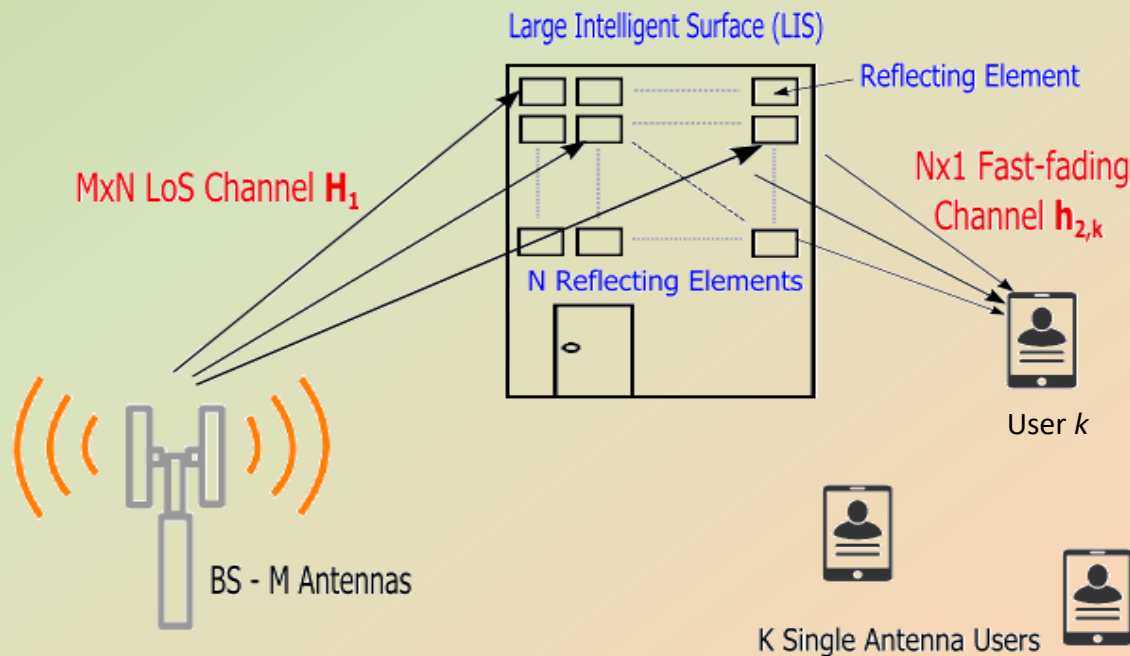 Large Intelligent Surface (LIS)
Reflecting Element
MxN LoS Channel H₁
Nx1 Fast-fading
Channel h₂,ₖ
N Reflecting Elements
User k
BS - M Antennas
K Single Antenna Users